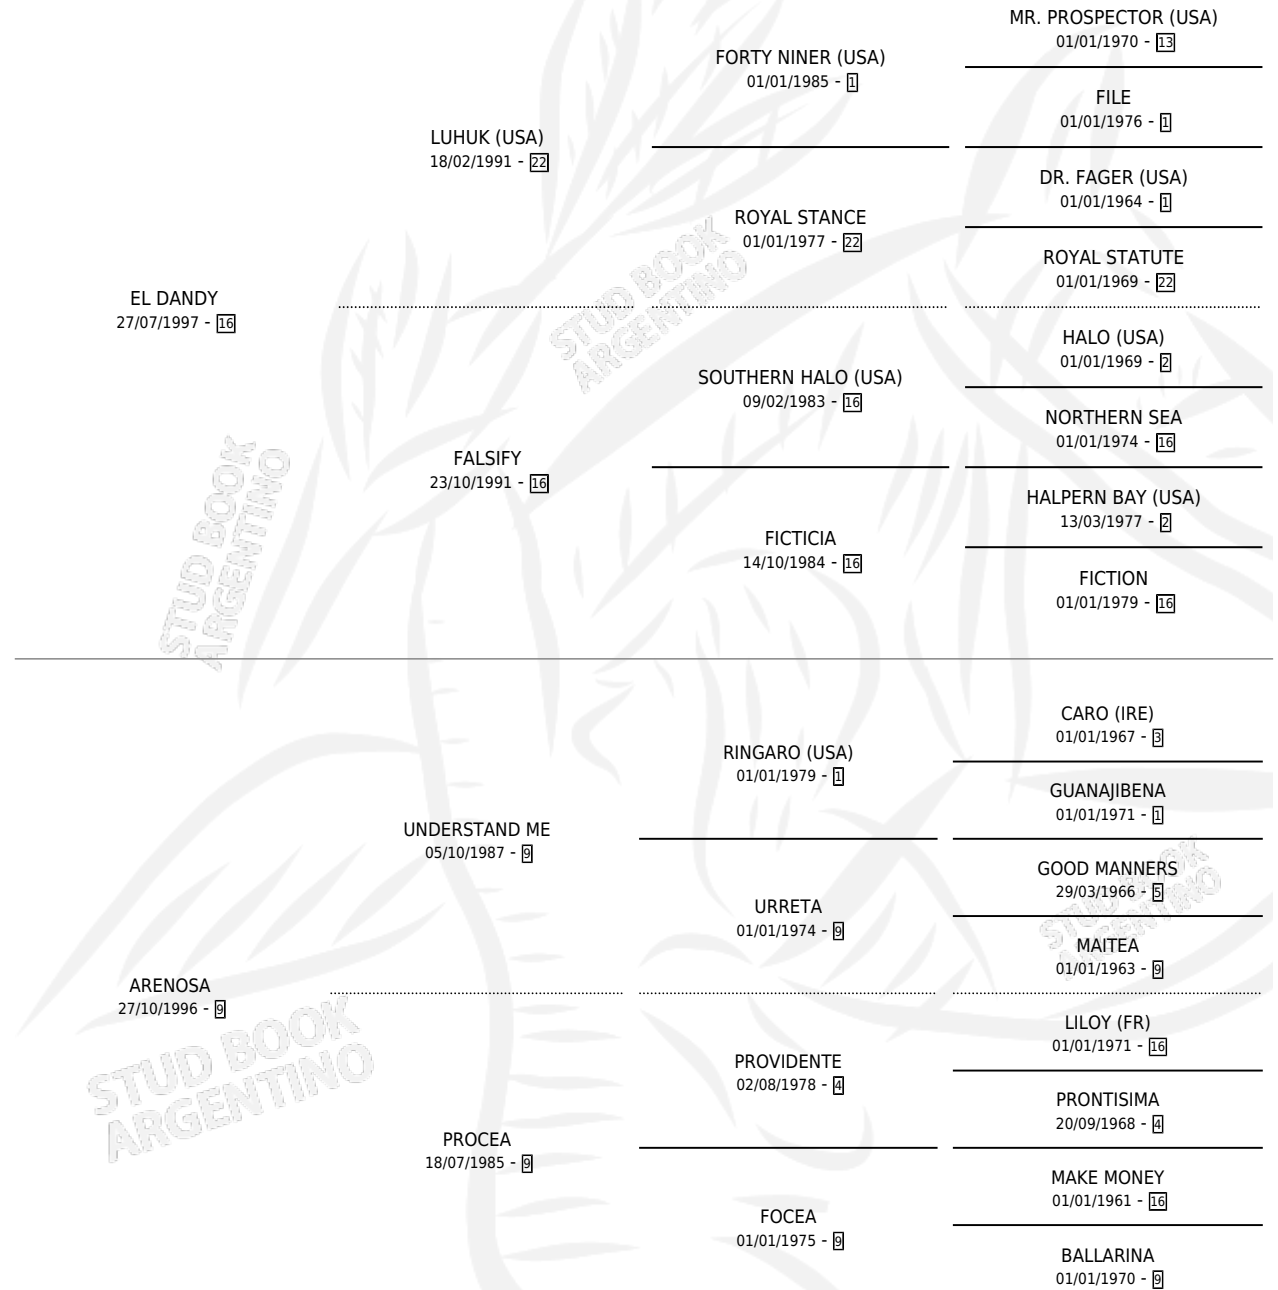 MR. PROSPECTOR (USA)
01/01/1970 - 13
FORTY NINER (USA)
01/01/1985 - 1
FILE
01/01/1976 - 1
LUHUK (USA)
18/02/1991 - 22
DR. FAGER (USA)
01/01/1964 - 1
ROYAL STANCE
01/01/1977 - 22
ROYAL STATUTE
01/01/1969 - 22
EL DANDY
27/07/1997 - 16
HALO (USA)
01/01/1969 - 2
SOUTHERN HALO (USA)
09/02/1983 - 16
NORTHERN SEA
01/01/1974 - 16
FALSIFY
23/10/1991 - 16
HALPERN BAY (USA)
13/03/1977 - 2
FICTICIA
14/10/1984 - 16
FICTION
01/01/1979 - 16
STUD BOOK
ARGENTINO
STUD BOOK
ARGENTINO
CARO (IRE)
01/01/1967 - 3
RINGARO (USA)
01/01/1979 - 1
GUANAJIBENA
01/01/1971 - 1
UNDERSTAND ME
05/10/1987 - 9
GOOD MANNERS
29/03/1966 - 5
URRETA
01/01/1974 - 9
MAITEA
01/01/1963 - 9
ARENOSA
27/10/1996 - 9
LILOY (FR)
01/01/1971 - 16
PROVIDENTE
02/08/1978 - 4
PRONTISIMA
20/09/1968 - 4
PROCEA
18/07/1985 - 9
MAKE MONEY
01/01/1961 - 16
FOCEA
01/01/1975 - 9
BALLARINA
01/01/1970 - 9
STUD BOOK
ARGENTINO
STUD BOOK
ARGENTINO